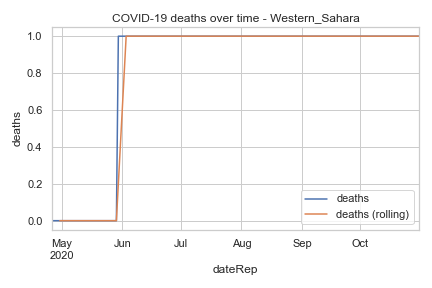 COVID-19 deaths over time - Western_Sahara
deaths
1.0
0.8
0.6
0.4
0.2
0.0
deaths
deaths (rolling)
May Jun Jul Aug Sep Oct
2020
dateRep